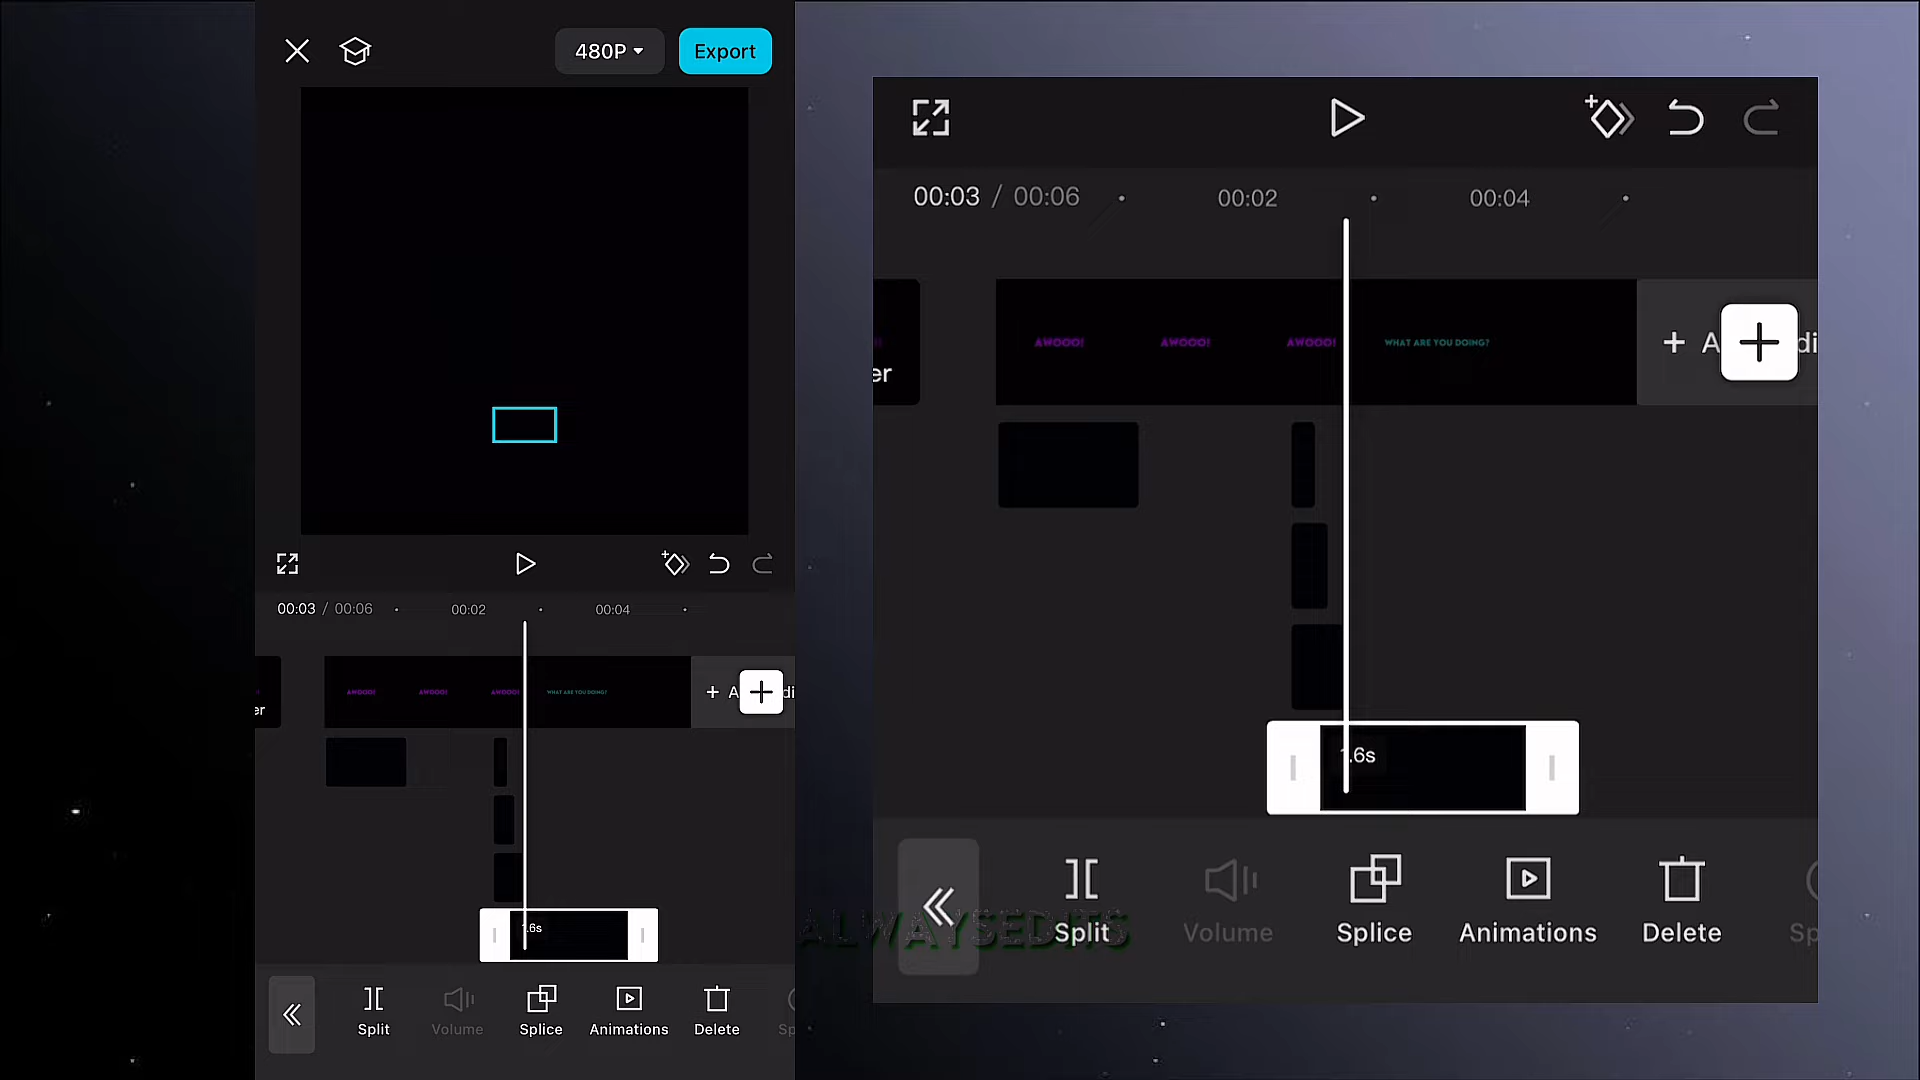 480P
Export
00:03 / 00:06
00:02
00:04
er
AWOOO! AWOOO! AWOOO! WHAT ARE YOU DOING?
+ A
di
.6s
Split
Volume
Splice
Animations
Delete
Sp
00:03 / 00:06
00:02
00:04
er
AWOOO! AWOOO! AWOOO! WHAT ARE YOU DOING?
+ A
di
.6s
ALWAYSEDITS
Split
Volume
Splice
Animations
Delete
Sp